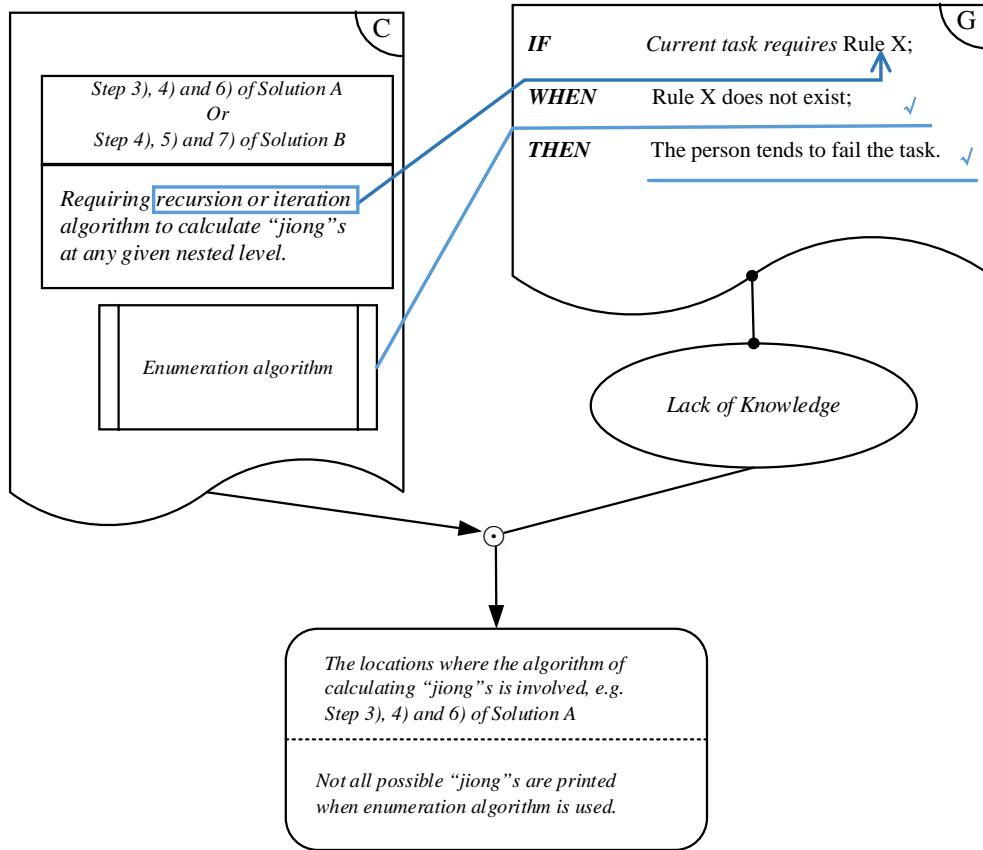 C
Step 3), 4) and 6) of Solution A
Or
Step 4), 5) and 7) of Solution B
Requiring recursion or iteration
algorithm to calculate “jiong”s
at any given nested level.
Enumeration algorithm
G
IF Current task requires Rule X;
WHEN Rule X does not exist; √
THEN The person tends to fail the task. √
Lack of Knowledge
The locations where the algorithm of
calculating “jiong”s is involved, e.g.
Step 3), 4) and 6) of Solution A
Not all possible “jiong”s are printed
when enumeration algorithm is used.